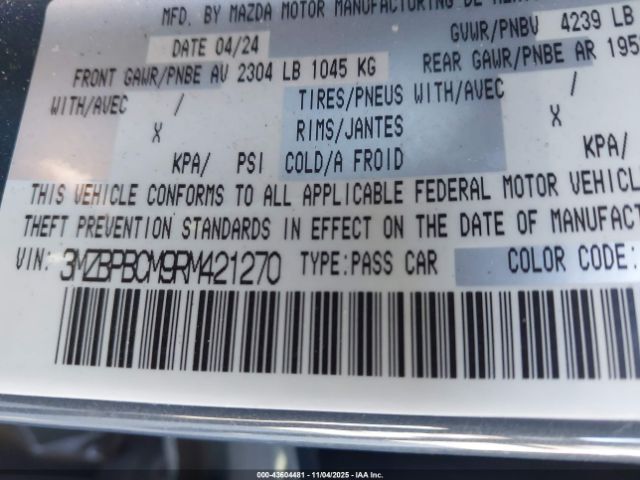 MFD. BY MAZDA MOTOR MANUFACTURING DE
DATE 04/24 GVWR/PNBV 4239 LB
FRONT GAWR/PNBE AV 2304 LB 1045 KG REAR GAWR/PNBE AR 195
WITH/AVEC / TIRES/PNEUS WITH/AVEC /
X RIMS/JANTES X
KPA/ PSI COLD/A FROID KPA/
THIS VEHICLE CONFORMS TO ALL APPLICABLE FEDERAL MOTOR VEHICL
THEFT PREVENTION STANDARDS IN EFFECT ON THE DATE OF MANUFACT
VIN: 3MZBPBCM9RM421270 TYPE:PASS CAR COLOR CODE:
000-43604481 - 11/04/2025 - IAA Inc.